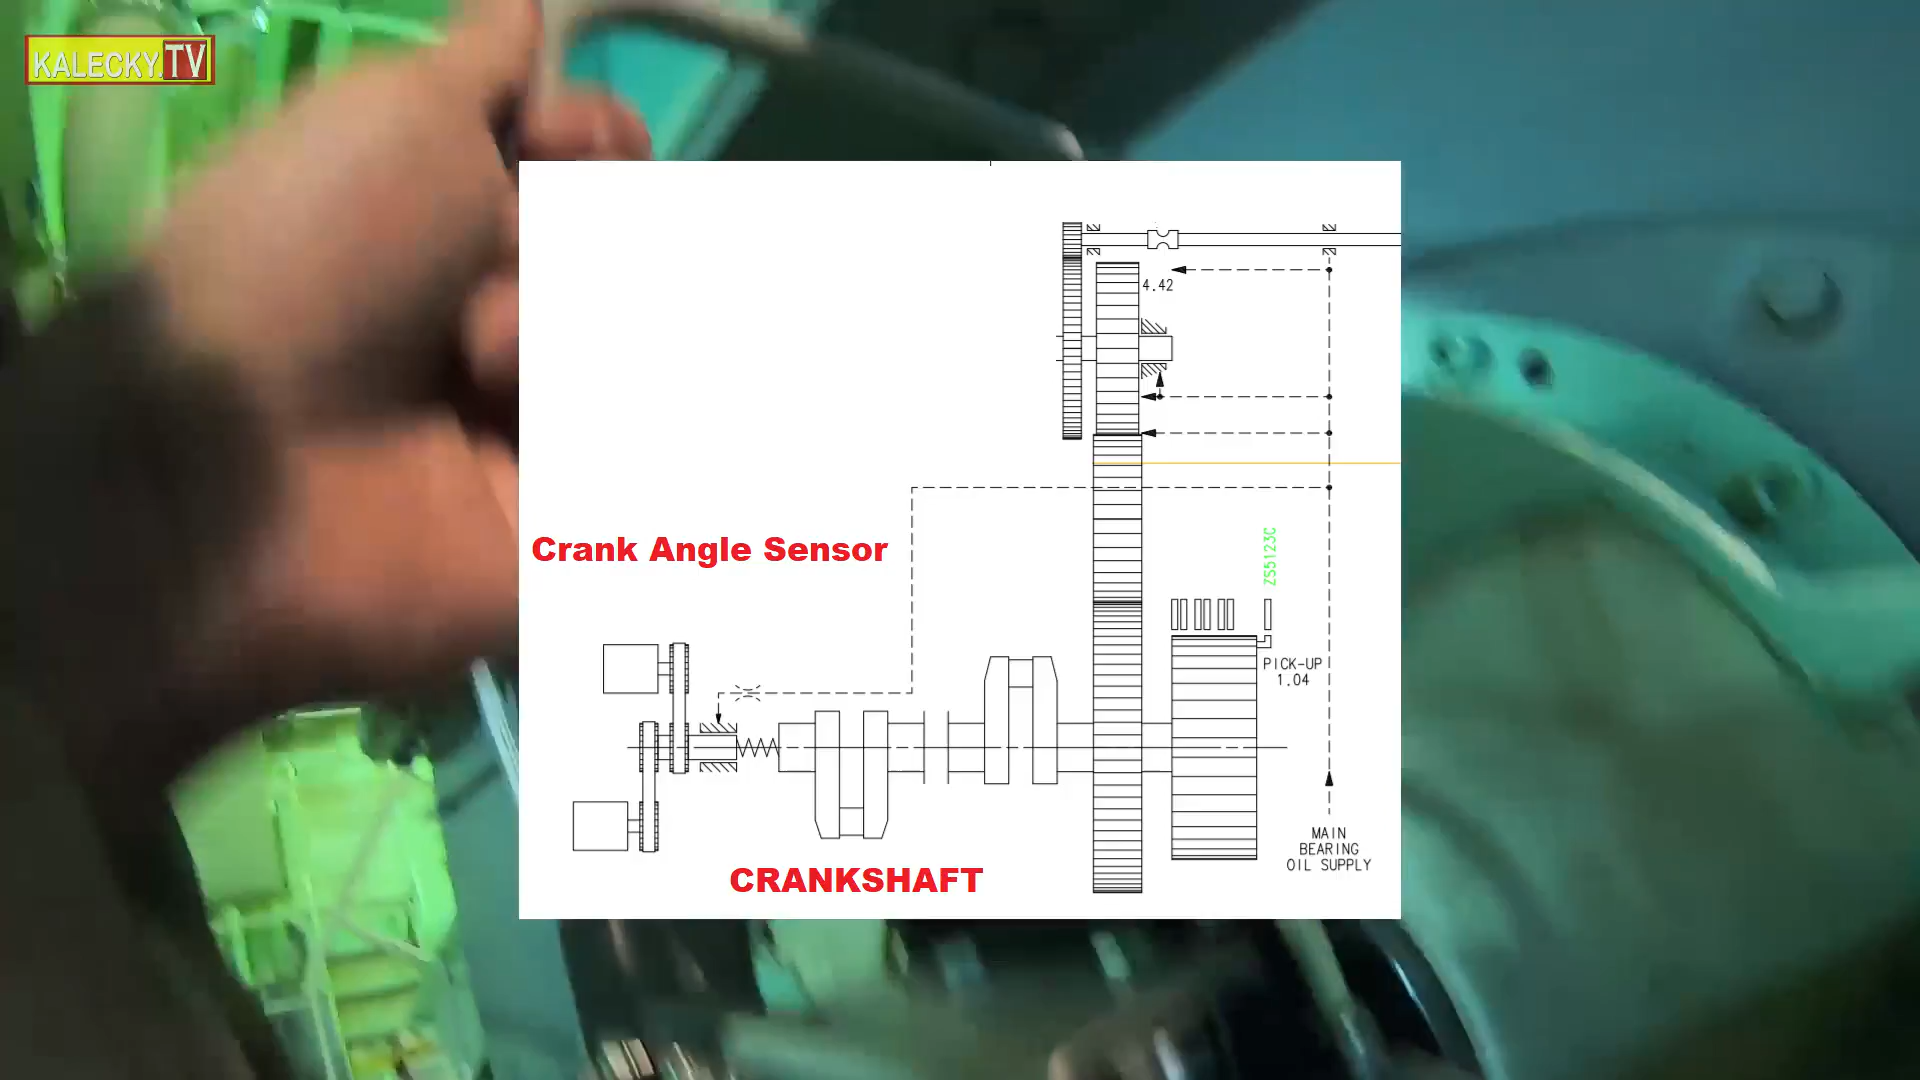 KALECKY.TV
4.42
Crank Angle Sensor
ZS5123C
PICK-UP
1.04
MAIN
BEARING
OIL SUPPLY
CRANKSHAFT